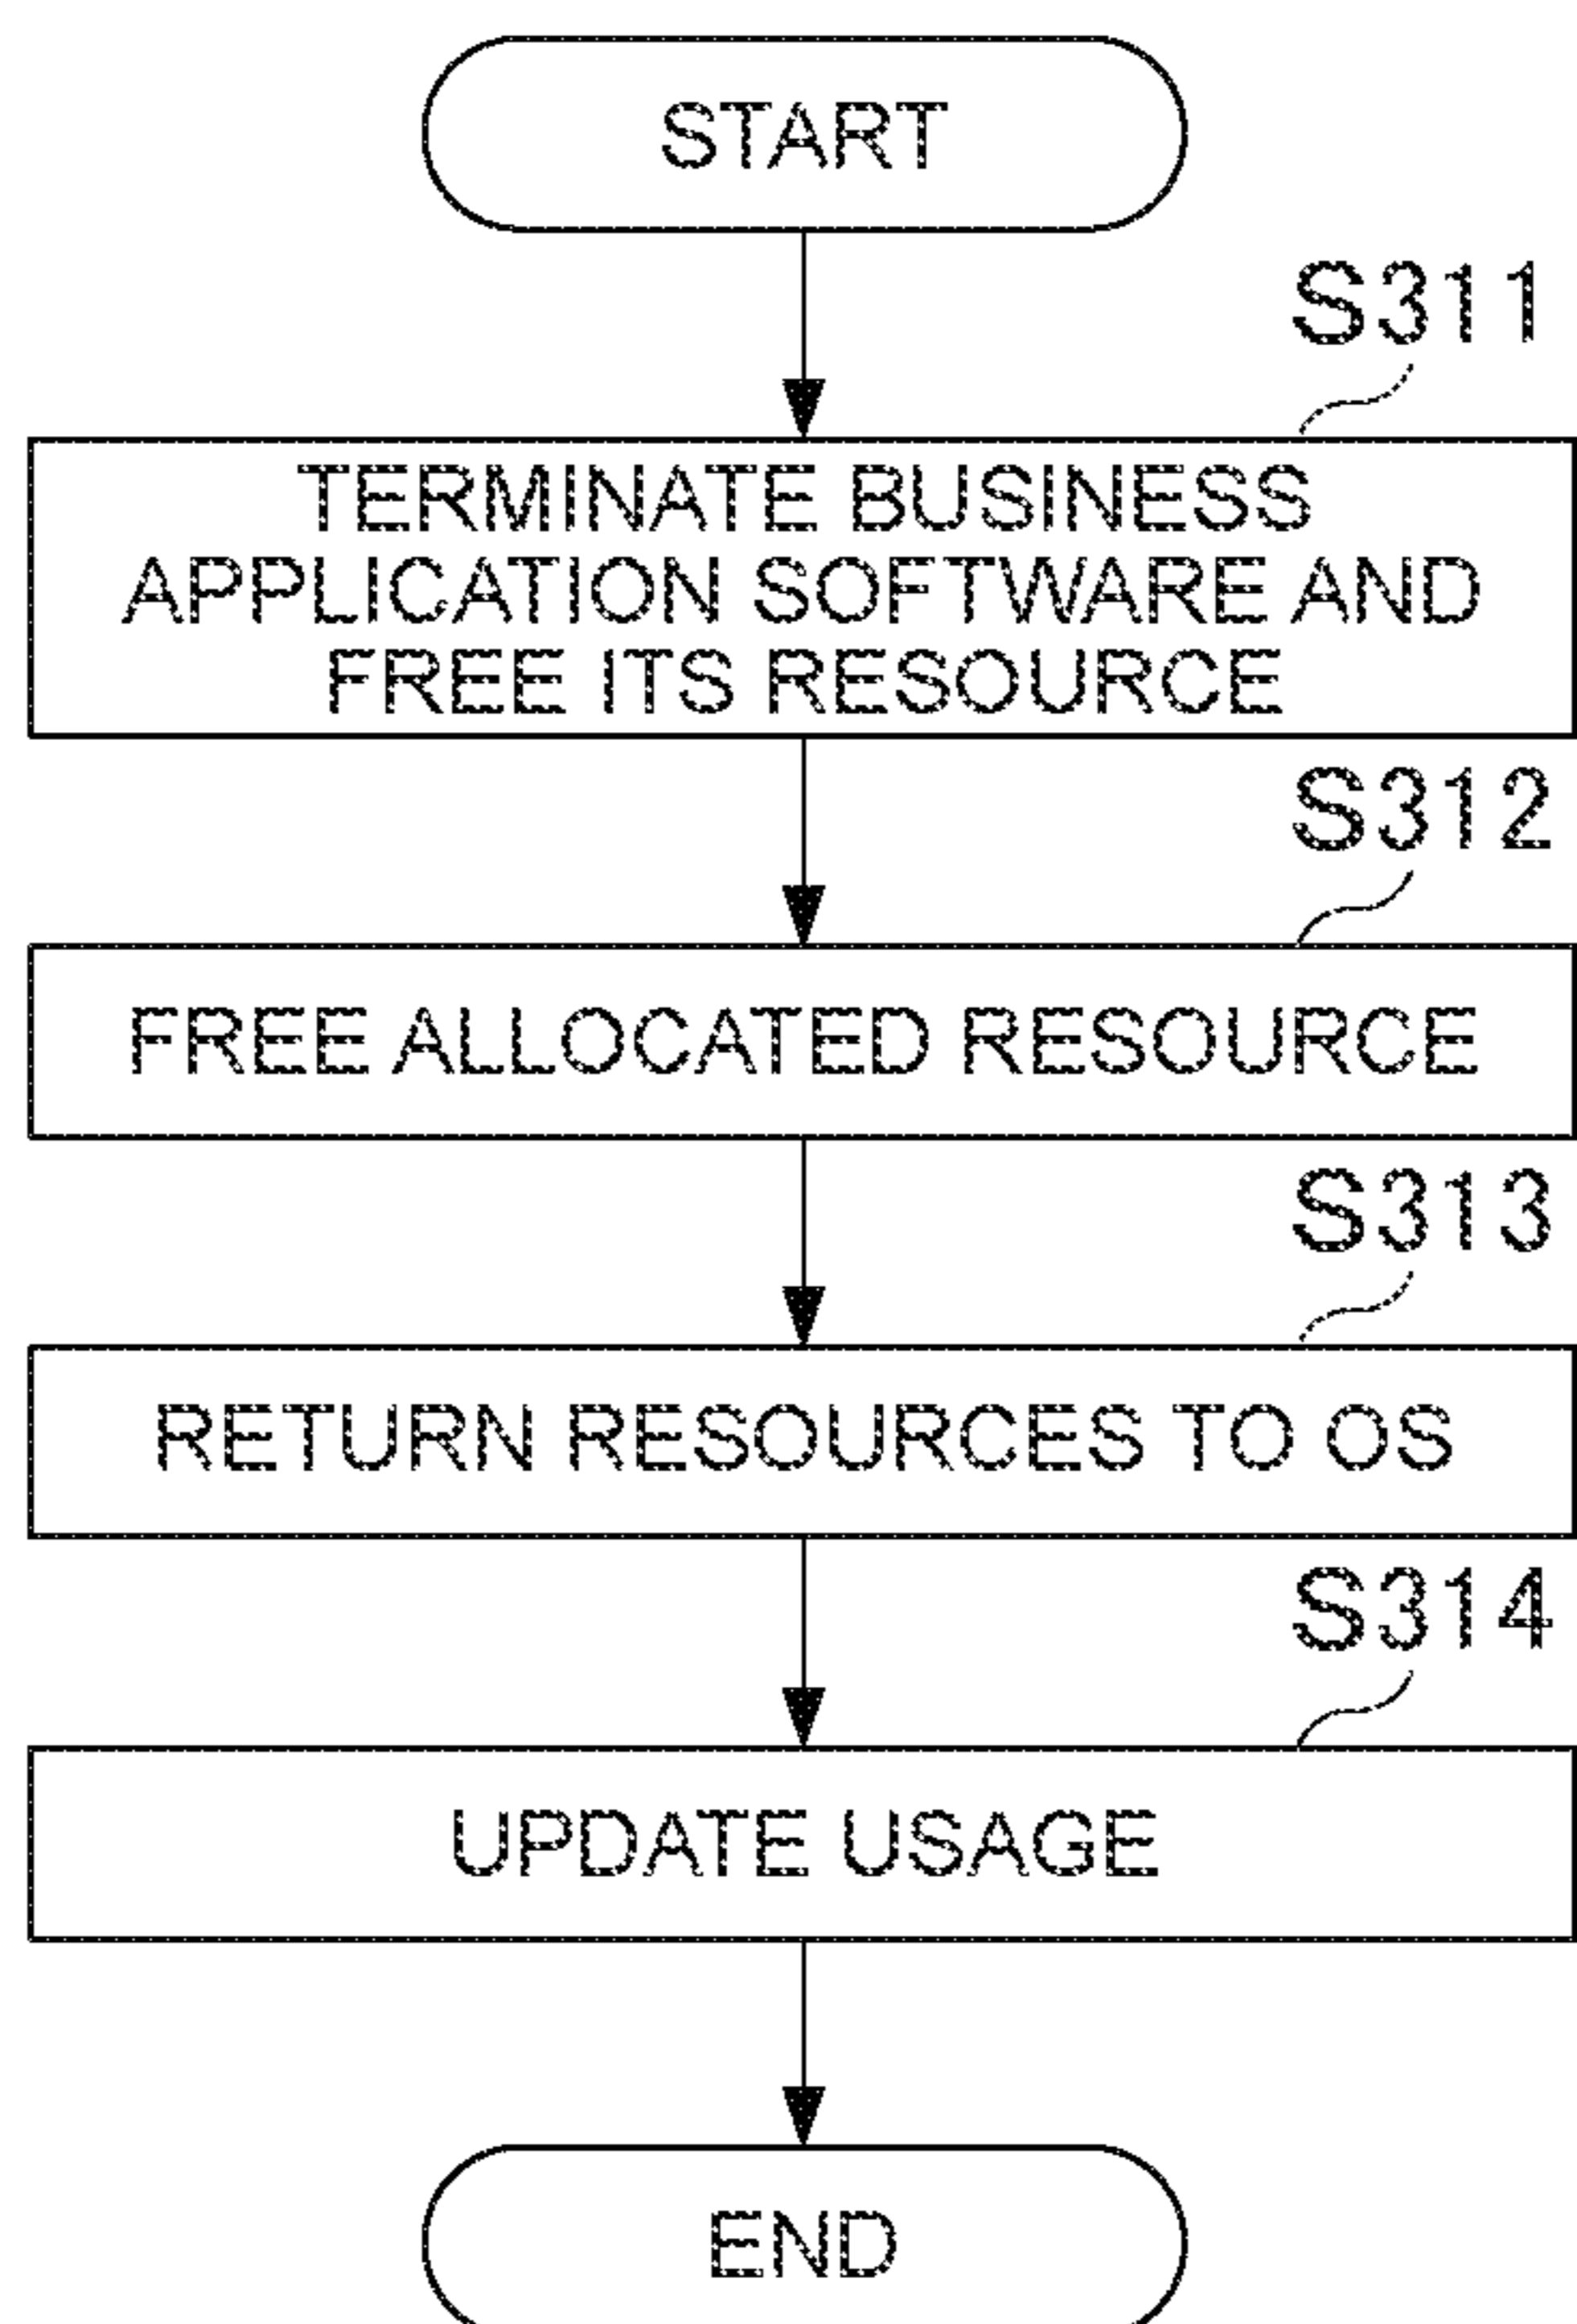 START
S311
TERMINATE BUSINESS
APPLICATION SOFTWARE AND
FREE ITS RESOURCE
S312
FREE ALLOCATED RESOURCE
S313
RETURN RESOURCES TO OS
S314
UPDATE USAGE
END